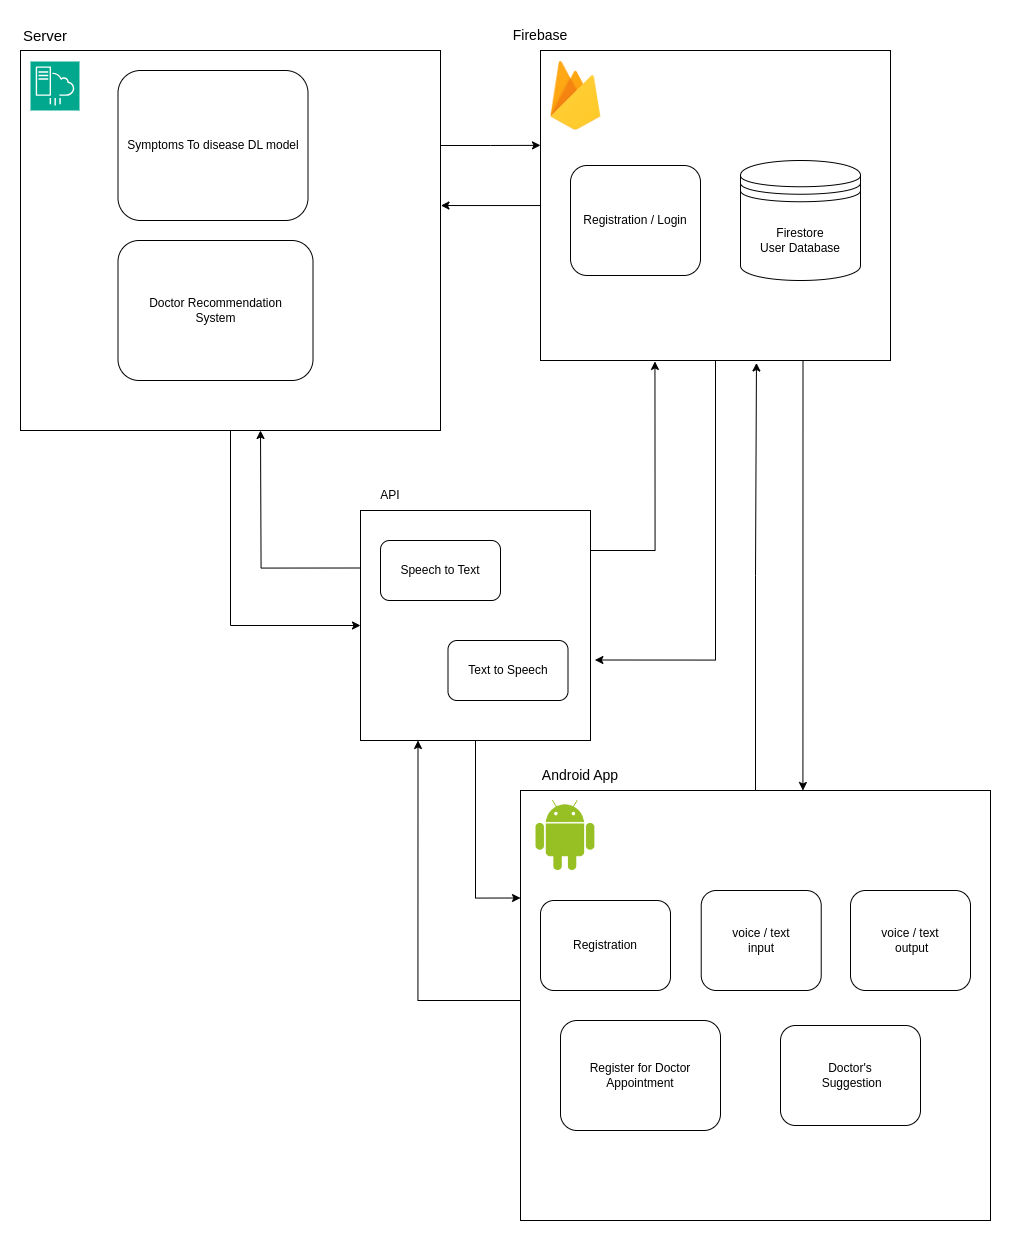 Server
Symptoms To disease DL model
Doctor Recommendation
System
Firebase
Registration / Login
Firestore
User Database
API
Speech to Text
Text to Speech
Android App
Registration
voice / text
input
voice / text
output
Register for Doctor
Appointment
Doctor's
Suggestion